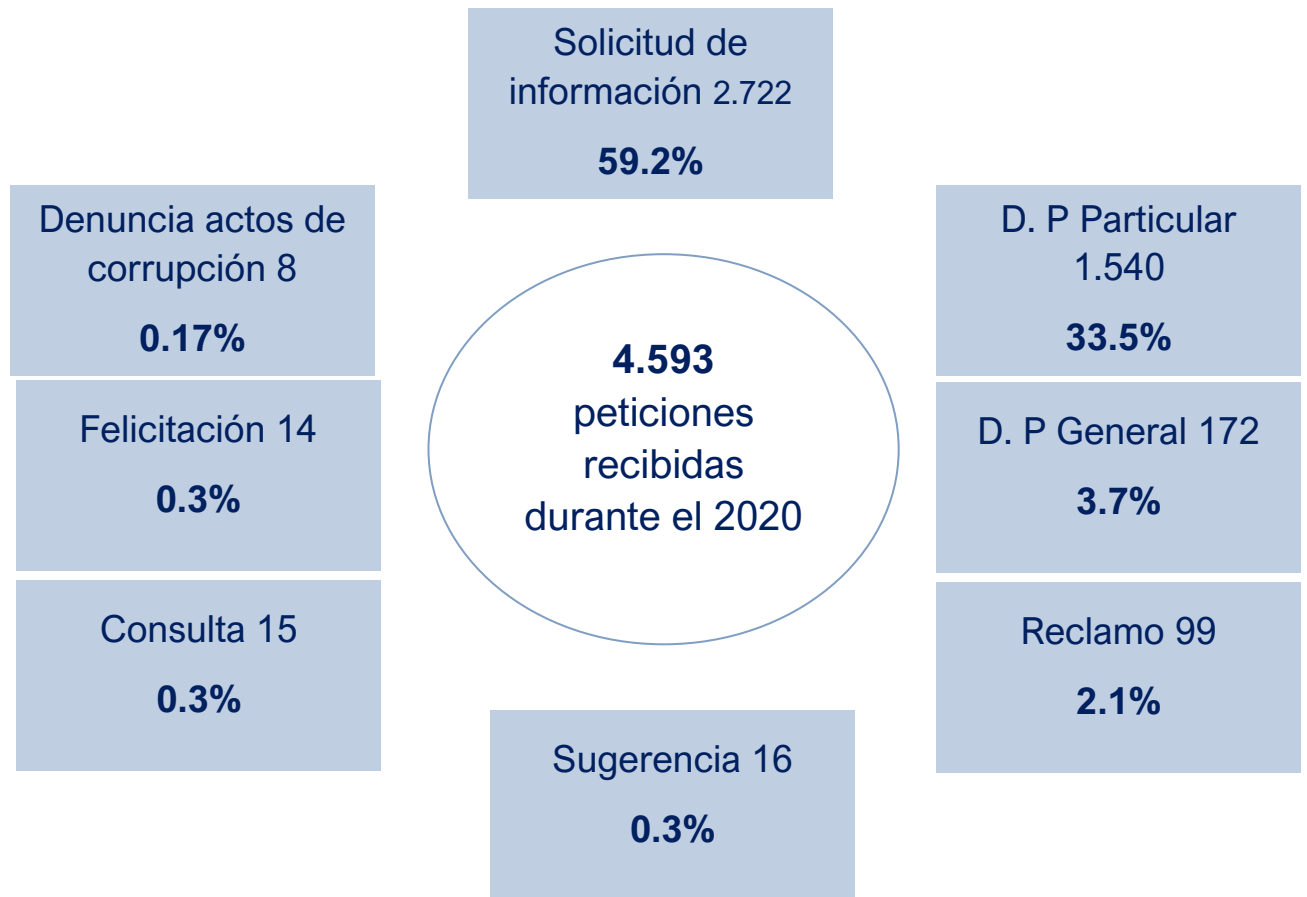 Solicitud de
información 2.722
59.2%
Denuncia actos de
corrupción 8
0.17%
D. P Particular
1.540
33.5%
4.593
peticiones
recibidas
durante el 2020
Felicitación 14
0.3%
D. P General 172
3.7%
Consulta 15
0.3%
Reclamo 99
2.1%
Sugerencia 16
0.3%